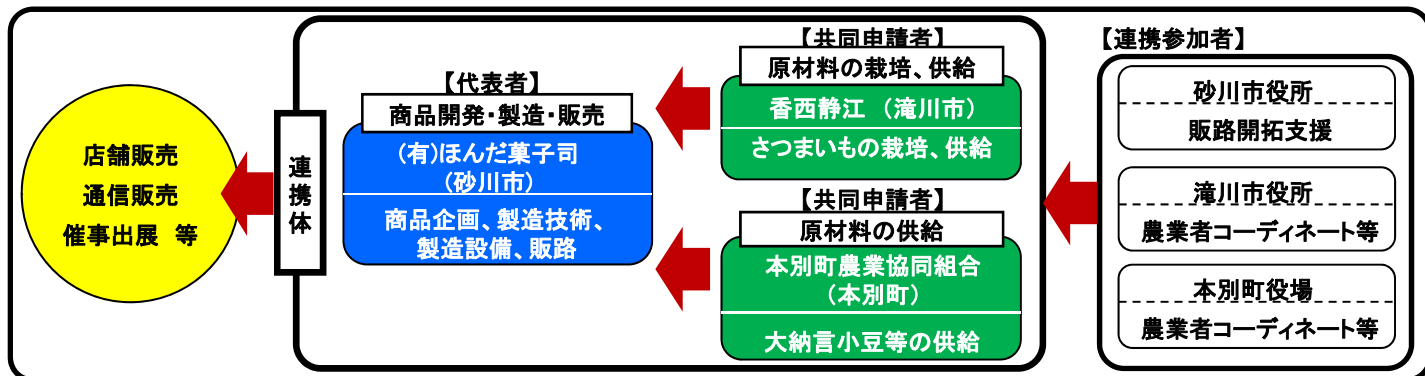 店舗販売
通信販売
催事出展 等
連携体
【代表者】
商品開発・製造・販売
(有)ほんだ菓子司
(砂川市)
商品企画、製造技術、
製造設備、販路
【共同申請者】
原材料の栽培、供給
香西静江 (滝川市)
さつまいもの栽培、供給
【共同申請者】
原材料の供給
本別町農業協同組合
(本別町)
大納言小豆等の供給
【連携参加者】
砂川市役所
販路開拓支援
滝川市役所
農業者コーディネート等
本別町役場
農業者コーディネート等